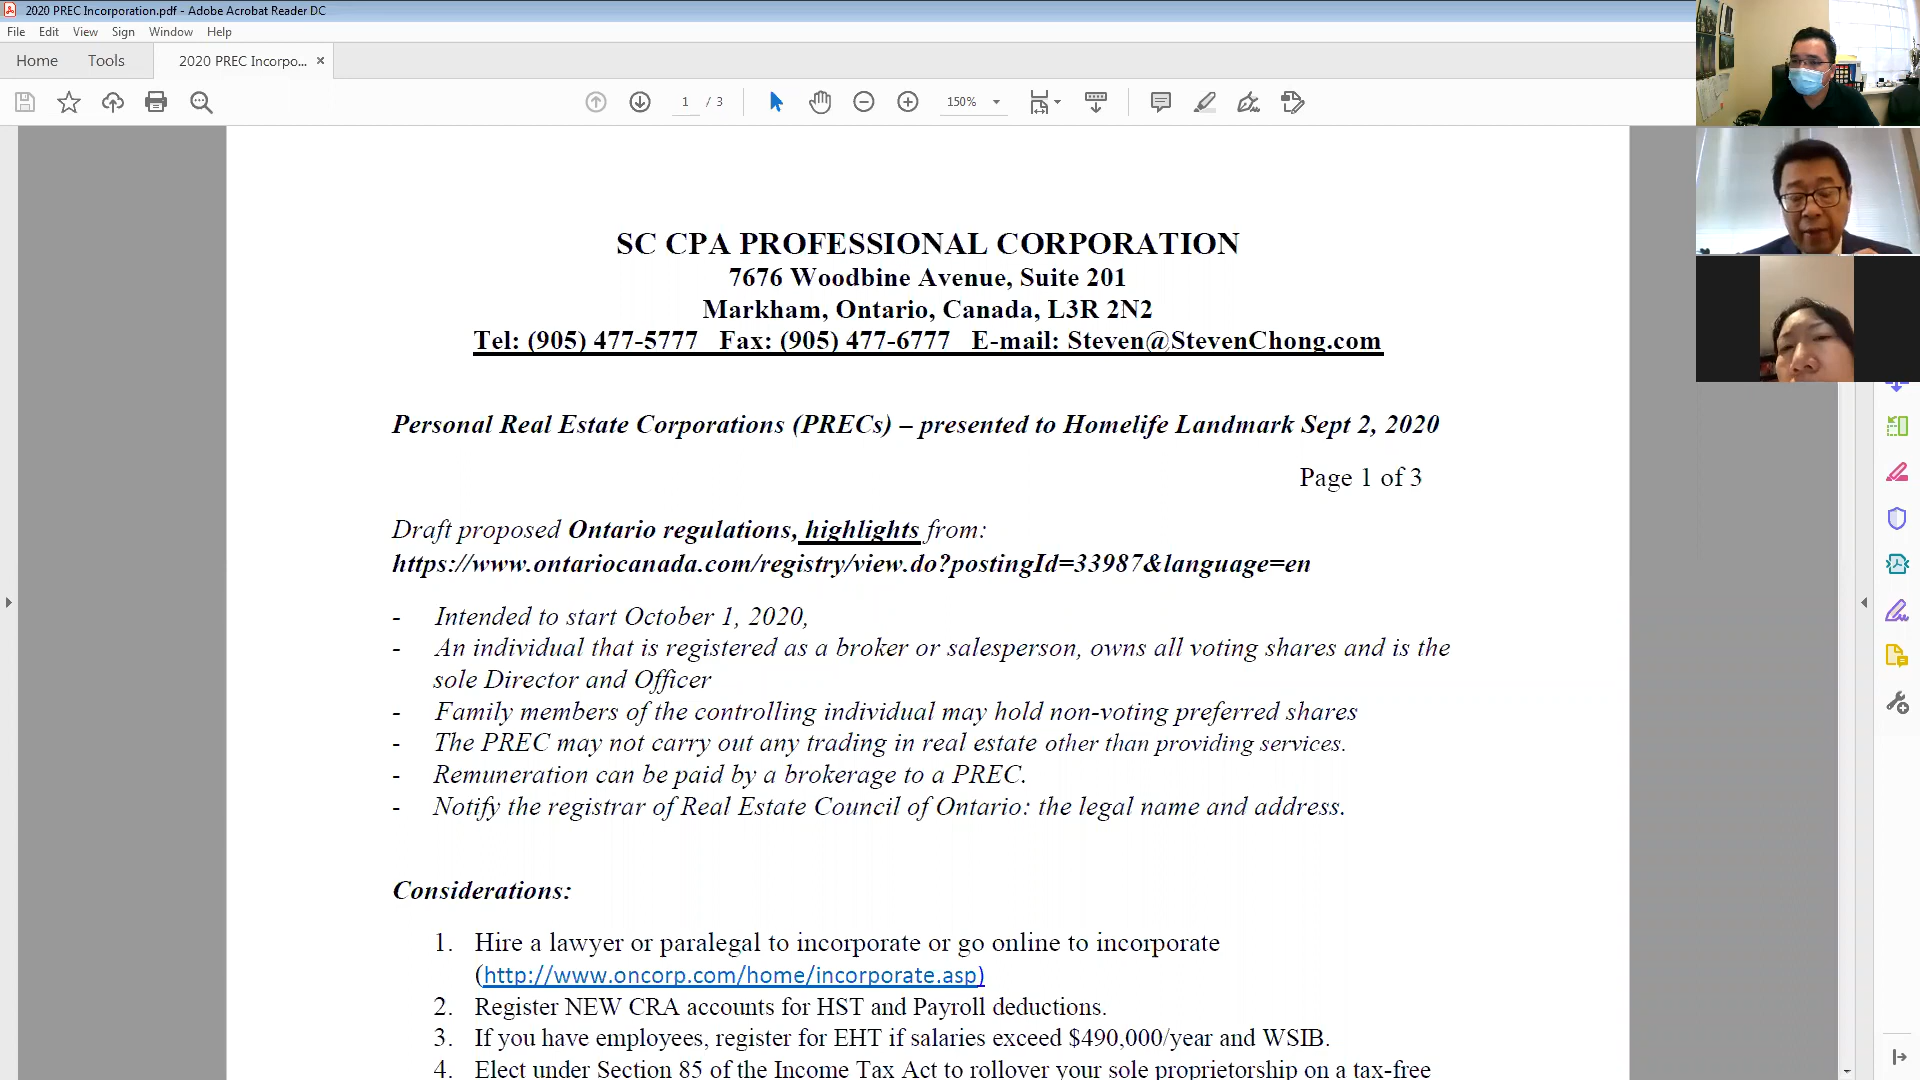 2020 PREC Incorporation.pdf - Adobe Acrobat Reader DC
File Edit View Sign Window Help
Home Tools 2020 PREC Incorpo... ×
1 / 3 150%
SC CPA PROFESSIONAL CORPORATION
7676 Woodbine Avenue, Suite 201
Markham, Ontario, Canada, L3R 2N2
Tel: (905) 477-5777 Fax: (905) 477-6777 E-mail: Steven@StevenChong.com
Personal Real Estate Corporations (PRECs) – presented to Homelife Landmark Sept 2, 2020
Page 1 of 3
Draft proposed Ontario regulations, highlights from:
https://www.ontariocanada.com/registry/view.do?postingId=33987&language=en
- Intended to start October 1, 2020,
- An individual that is registered as a broker or salesperson, owns all voting shares and is the
sole Director and Officer
- Family members of the controlling individual may hold non-voting preferred shares
- The PREC may not carry out any trading in real estate other than providing services.
- Remuneration can be paid by a brokerage to a PREC.
- Notify the registrar of Real Estate Council of Ontario: the legal name and address.
Considerations:
1. Hire a lawyer or paralegal to incorporate or go online to incorporate
(http://www.oncorp.com/home/incorporate.asp)
2. Register NEW CRA accounts for HST and Payroll deductions.
3. If you have employees, register for EHT if salaries exceed $490,000/year and WSIB.
4. Elect under Section 85 of the Income Tax Act to rollover your sole proprietorship on a tax-free